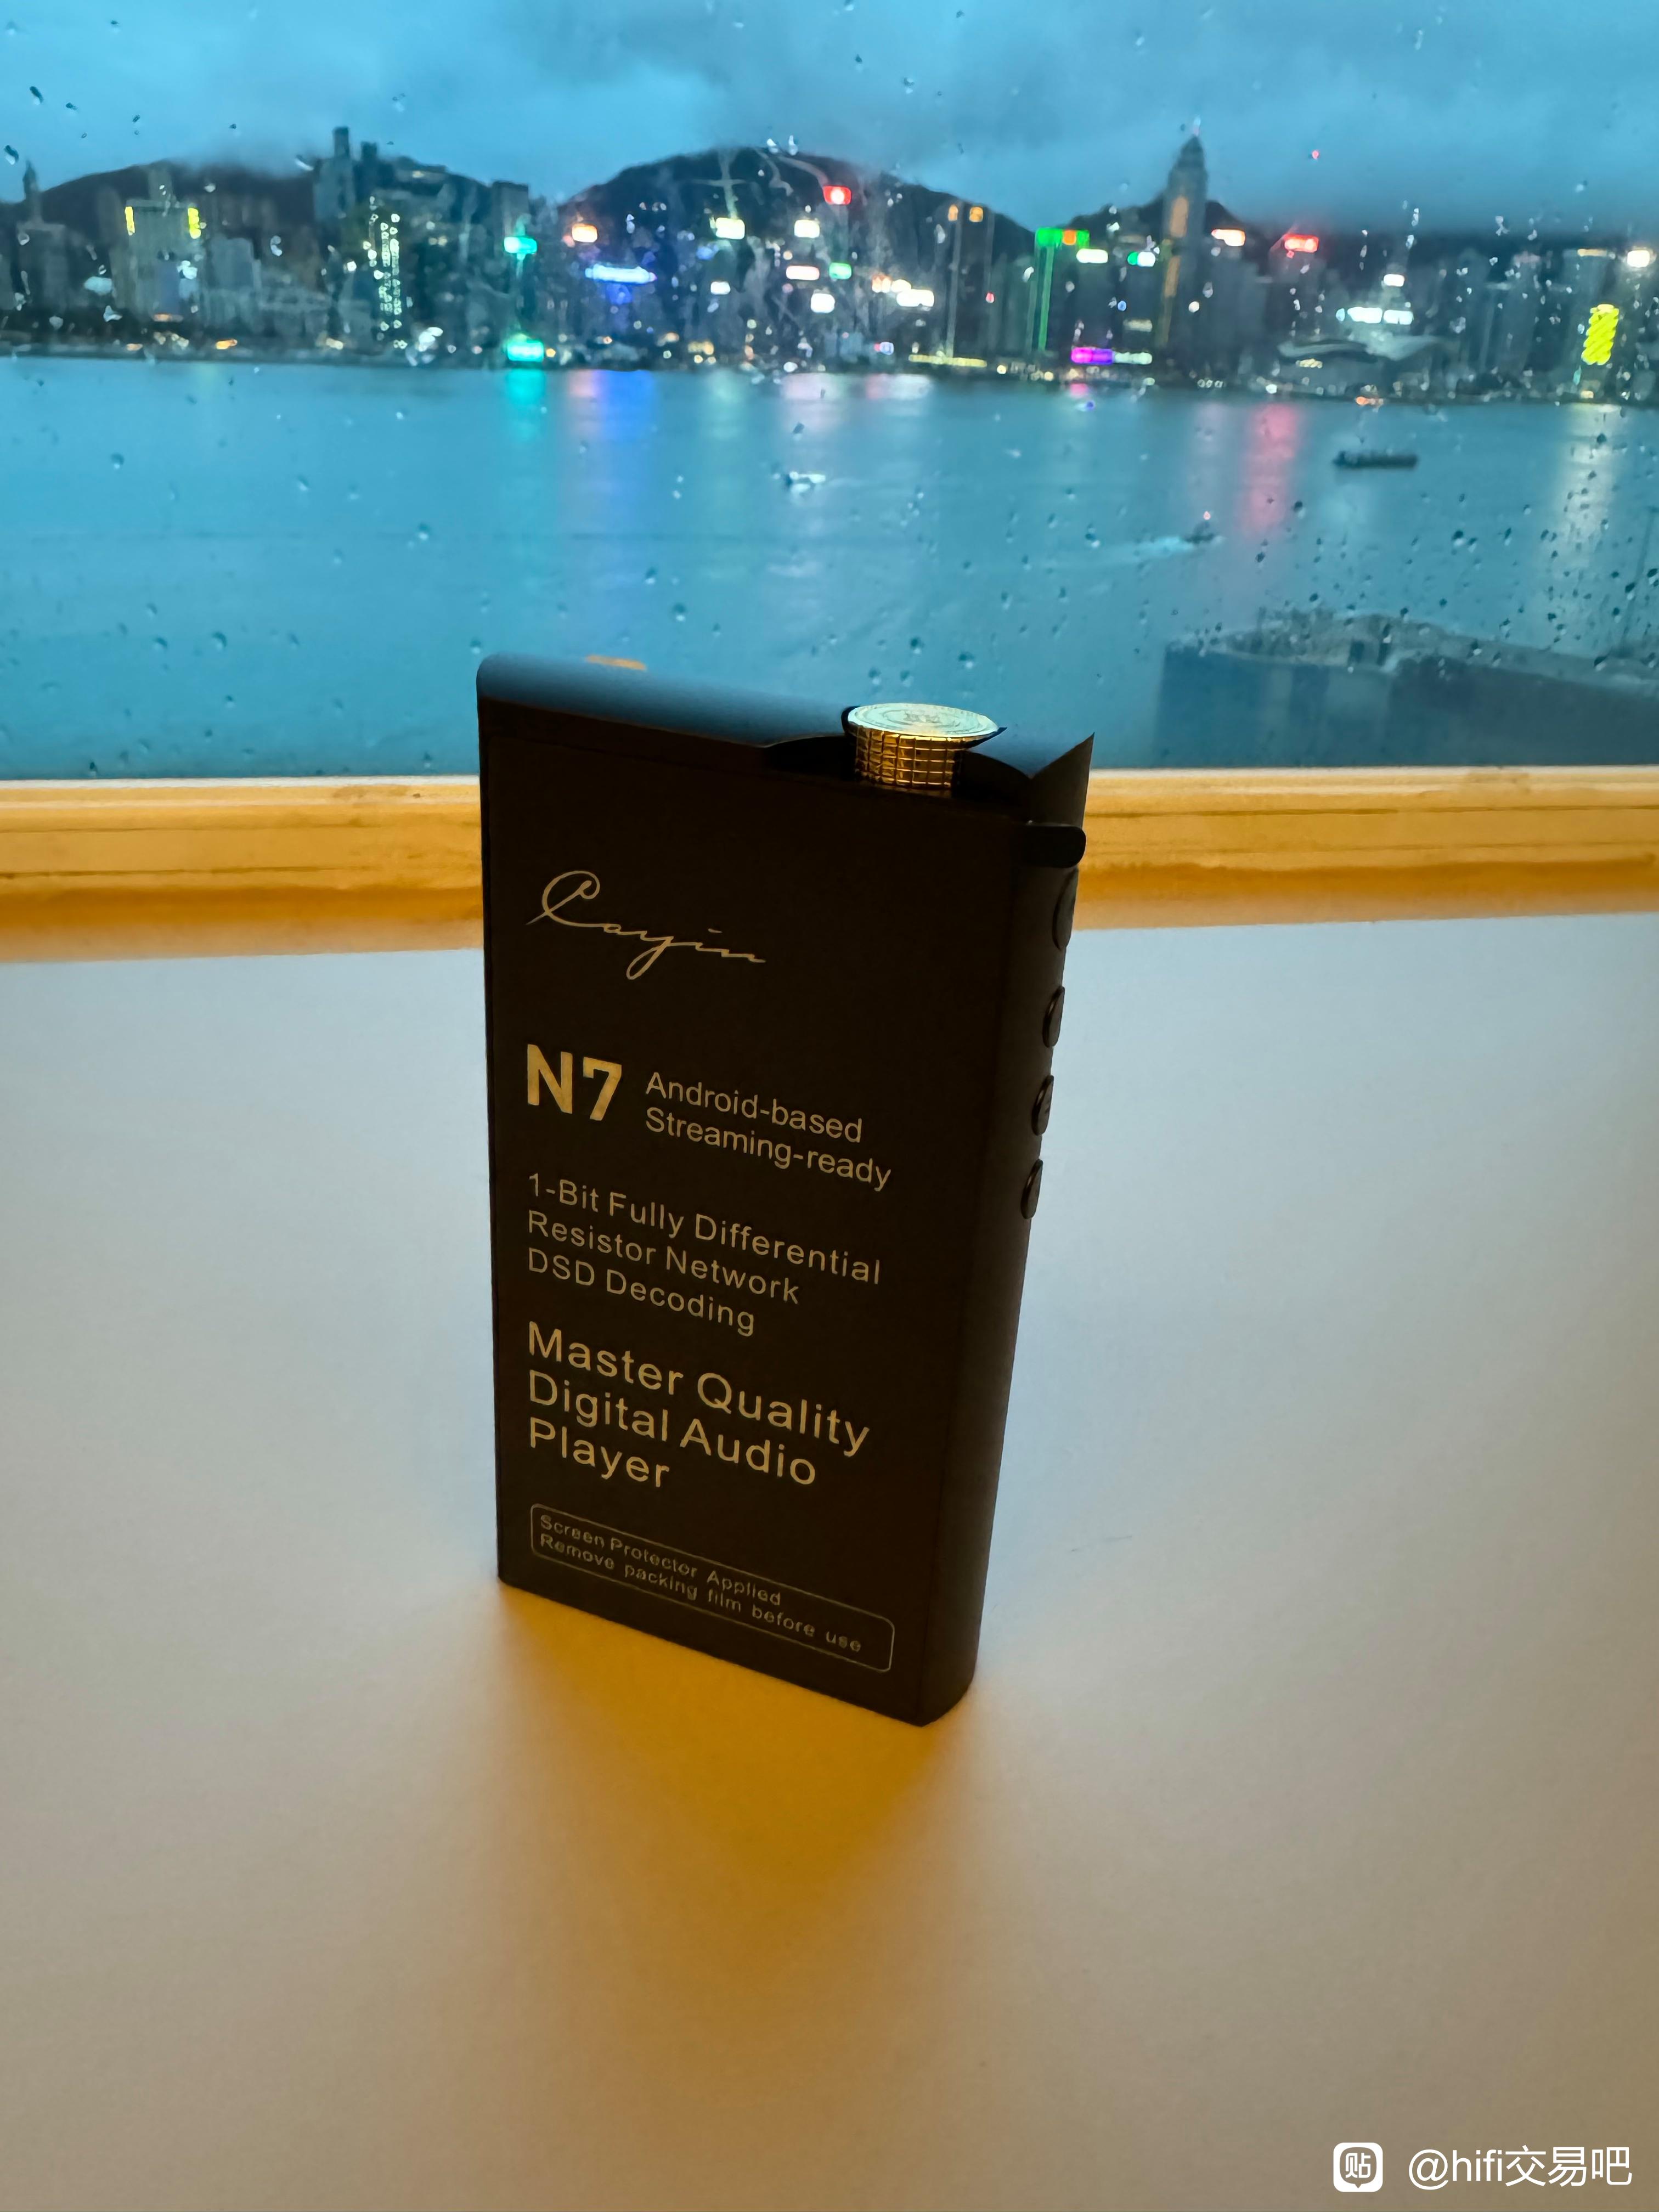 Cayin
N7
Android-based
Streaming-ready
1-Bit Fully Differential
Resistor Network
DSD Decoding
Master Quality
Digital Audio
Player
Screen Protector Applied
Remove packing film before use
贴 @hifi交易吧